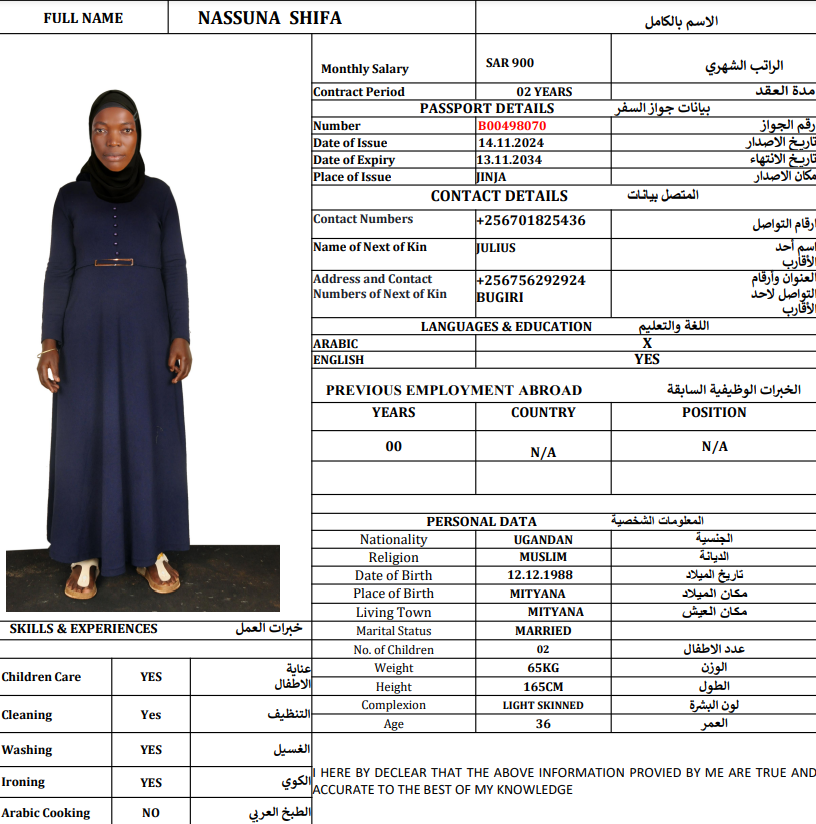 FULL NAME NASSUNA SHIFA الاسم بالكامل
Monthly Salary SAR 900 الراتب الشهري
Contract Period 02 YEARS مدة العقد
PASSPORT DETAILS بيانات جواز السفر
Number B00498070 رقم الجواز
Date of Issue 14.11.2024 تاريخ الاصدار
Date of Expiry 13.11.2034 تاريخ الانتهاء
Place of Issue JINJA مكان الاصدار
CONTACT DETAILS المتصل بيانات
Contact Numbers +256701825436 ارقام التواصل
Name of Next of Kin JULIUS اسم أحد
الأقارب
Address and Contact +256756292924 العنوان وأرقام
Numbers of Next of Kin BUGIRI التواصل لاحد
الأقارب
LANGUAGES & EDUCATION اللغة والتعليم
ARABIC X
ENGLISH YES
PREVIOUS EMPLOYMENT ABROAD الخبرات الوظيفية السابقة
YEARS COUNTRY POSITION
00 N/A N/A
PERSONAL DATA المعلومات الشخصية
Nationality UGANDAN الجنسية
Religion MUSLIM الديانة
Date of Birth 12.12.1988 تاريخ الميلاد
Place of Birth MITYANA مكان الميلاد
Living Town MITYANA مكان العيش
Marital Status MARRIED
No. of Children 02 عدد الاطفال
Weight 65KG الوزن
Height 165CM الطول
Complexion LIGHT SKINNED لون البشرة
Age 36 العمر
SKILLS & EXPERIENCES خبرات العمل
Children Care YES عناية
الاطفال
Cleaning Yes التنظيف
Washing YES الغسيل
Ironing YES الكوي
Arabic Cooking NO الطبخ العربي
I HERE BY DECLEAR THAT THE ABOVE INFORMATION PROVIED BY ME ARE TRUE AND
ACCURATE TO THE BEST OF MY KNOWLEDGE